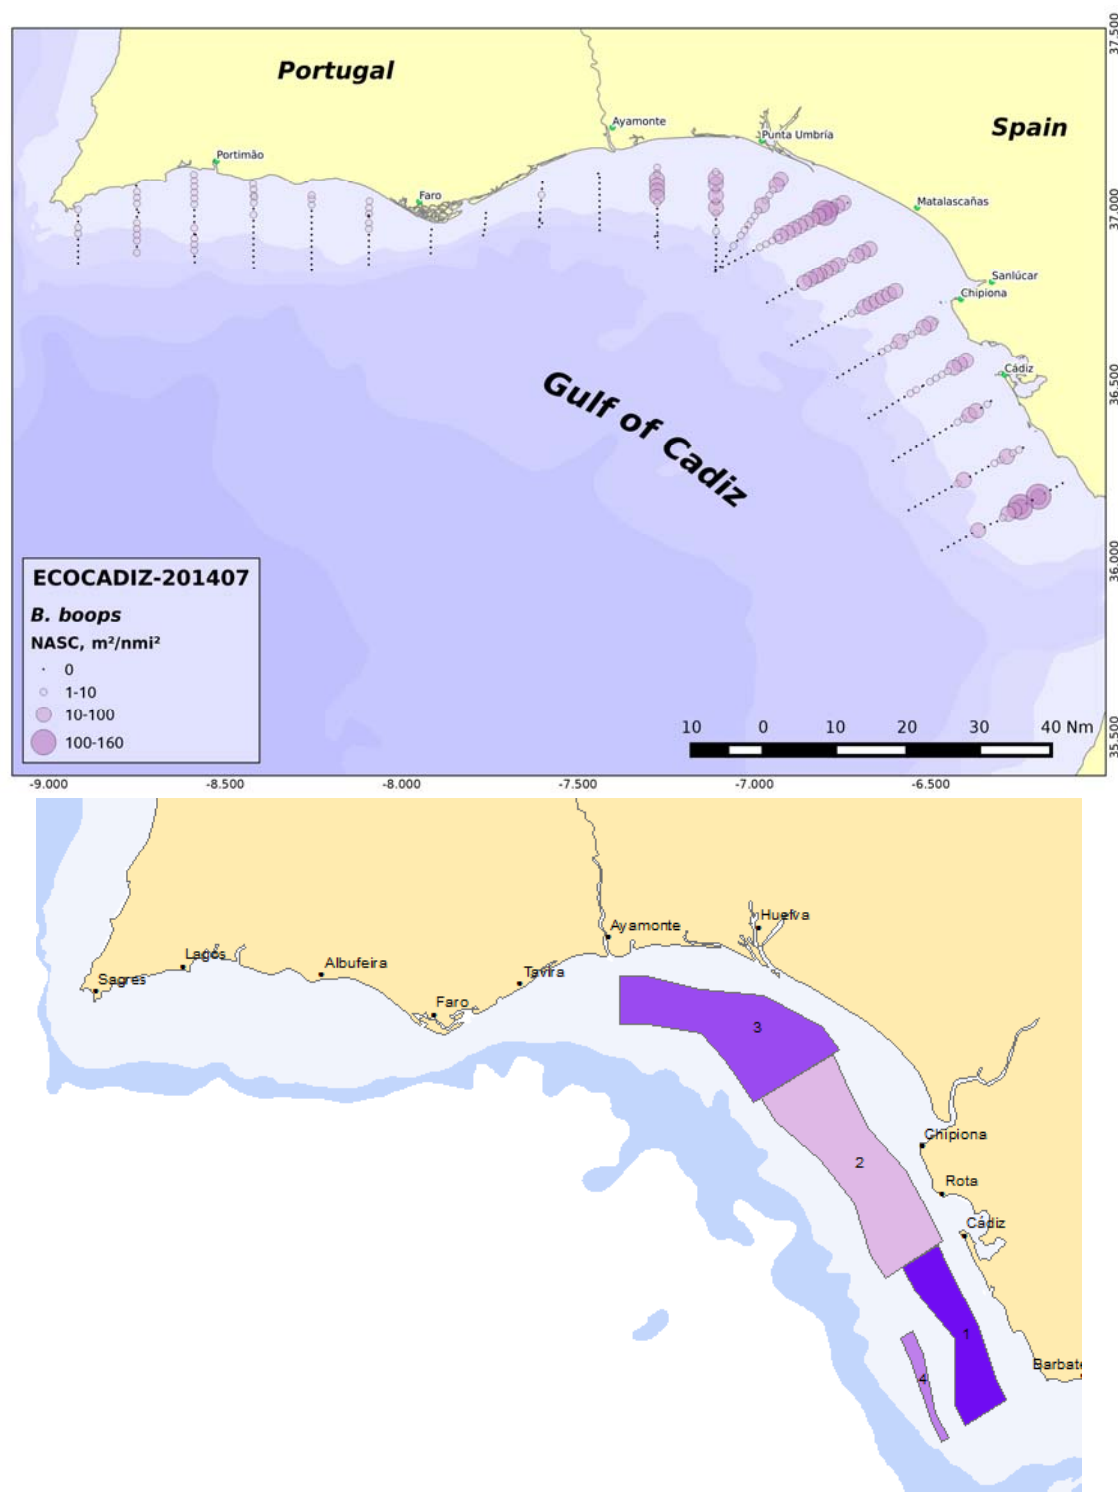 Portugal
Spain
Ayamonte
Punta Umbría
Portimão
Faro
Matalascañas
Sanlúcar
Chipiona
Cádiz
Gulf of Cadiz
ECOCADIZ-201407
B. boops
NASC, m²/nmi²
0
1-10
10-100
100-160
10 0 10 20 30 40 Nm
37.500
37.000
36.500
36.000
35.500
-9.000 -8.500 -8.000 -7.500 -7.000 -6.500
Ayamonte
Huelva
Lagos
Albufeira
Tavira
Sagres
Faro
3
Chipiona
2
Rota
Cádiz
1
Barbate
4